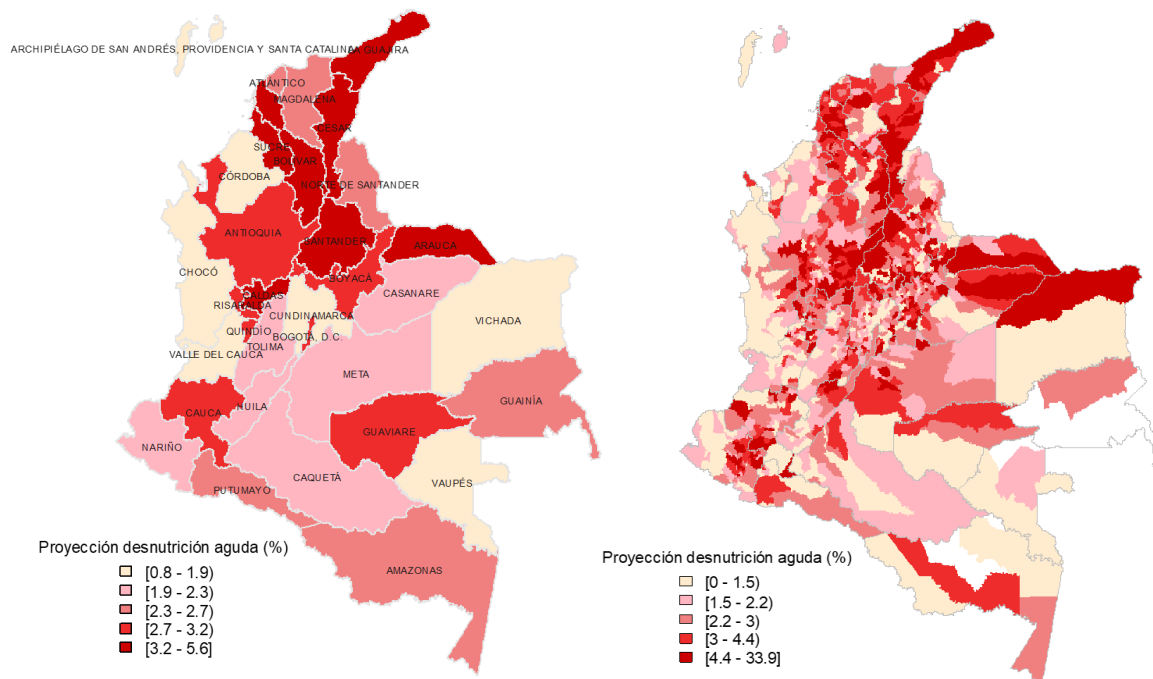 ARCHIPIÉLAGO DE SAN ANDRÉS, PROVIDENCIA Y SANTA CATALINA
LA GUAJIRA
ATLÁNTICO
MAGDALENA
CESAR
SUCRE
BOLÍVAR
CÓRDOBA
NORTE DE SANTANDER
ANTIOQUIA
SANTANDER
ARAUCA
CHOCÓ
BOYACÁ
CALDAS
CASANARE
RISARALDA
CUNDINAMARCA
VICHADA
QUINDÍO
BOGOTÁ, D.C.
TOLIMA
VALLE DEL CAUCA
META
GUAINÍA
HUILA
CAUCA
GUAVIARE
NARIÑO
CAQUETÁ
VAUPÉS
PUTUMAYO
AMAZONAS
Proyección desnutrición aguda (%)
[0.8 - 1.9)
[1.9 - 2.3)
[2.3 - 2.7)
[2.7 - 3.2)
[3.2 - 5.6]
Proyección desnutrición aguda (%)
[0 - 1.5)
[1.5 - 2.2)
[2.2 - 3)
[3 - 4.4)
[4.4 - 33.9]